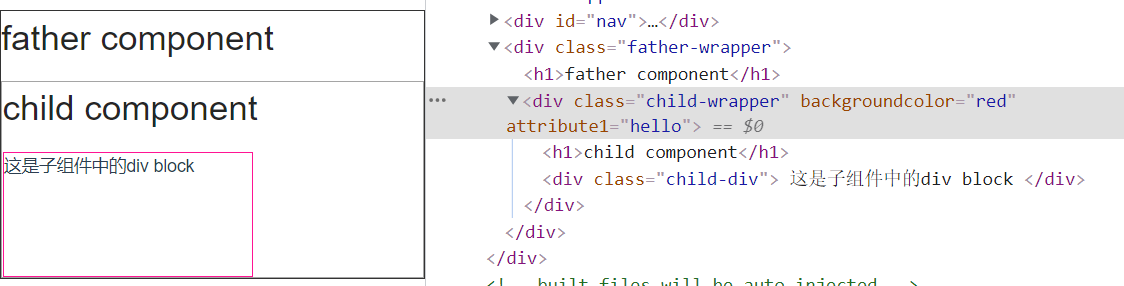 father component
child component
这是子组件中的div block
<div id="nav">…</div>
<div class="father-wrapper">
<h1>father component</h1>
<div class="child-wrapper" backgroundcolor="red"
attribute1="hello"> == $0
<h1>child component</h1>
<div class="child-div"> 这是子组件中的div block </div>
</div>
</div>
</div>
<!-- built files will be auto injected -->